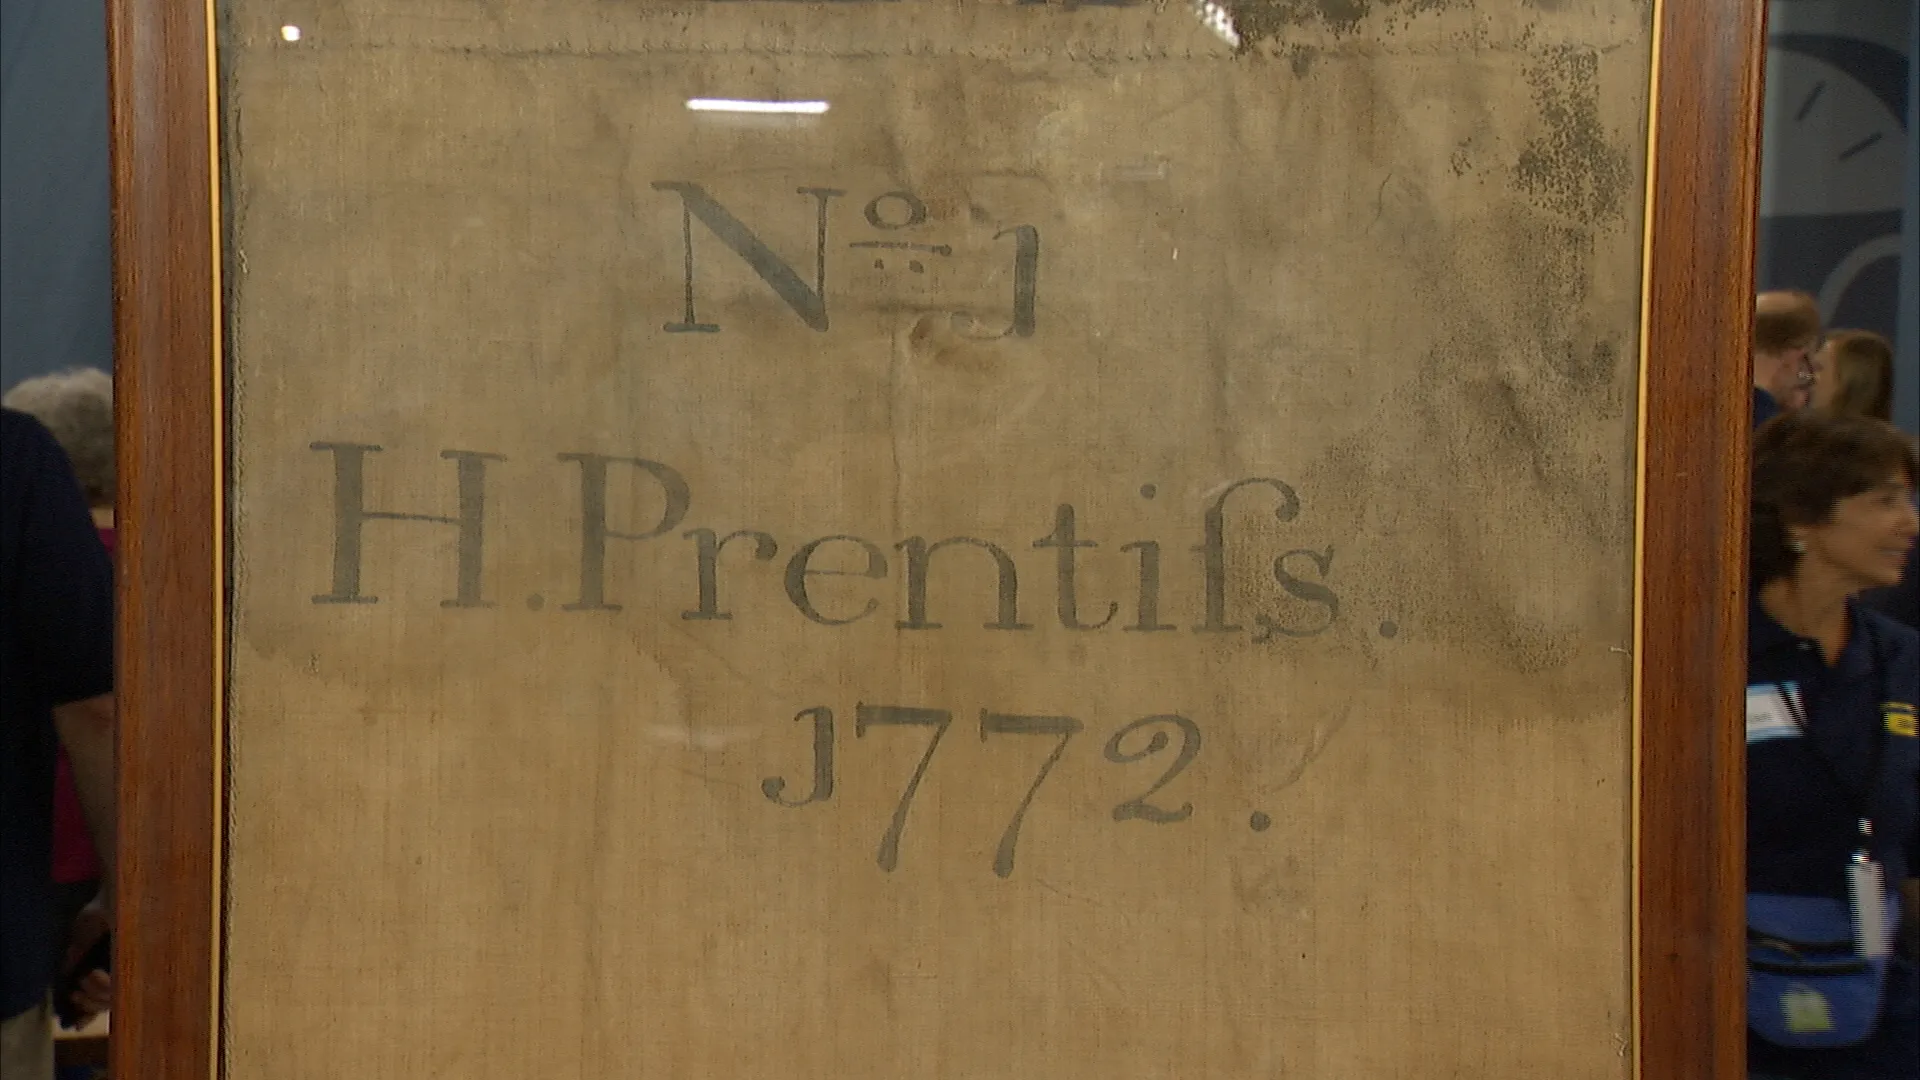 Nº 1
H. Prentiſs.
1772.